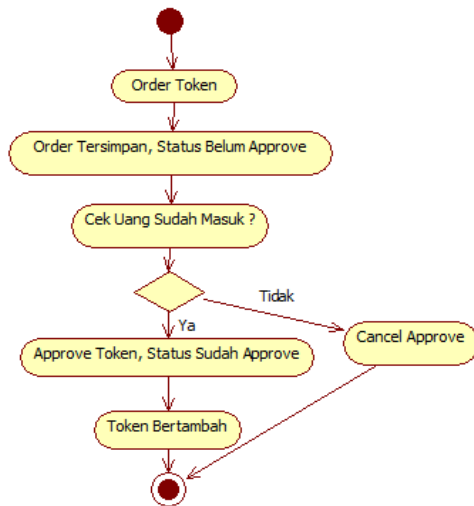 Order Token
Order Tersimpan, Status Belum Approve
Cek Uang Sudah Masuk ?
Tidak
Ya
Approve Token, Status Sudah Approve
Cancel Approve
Token Bertambah